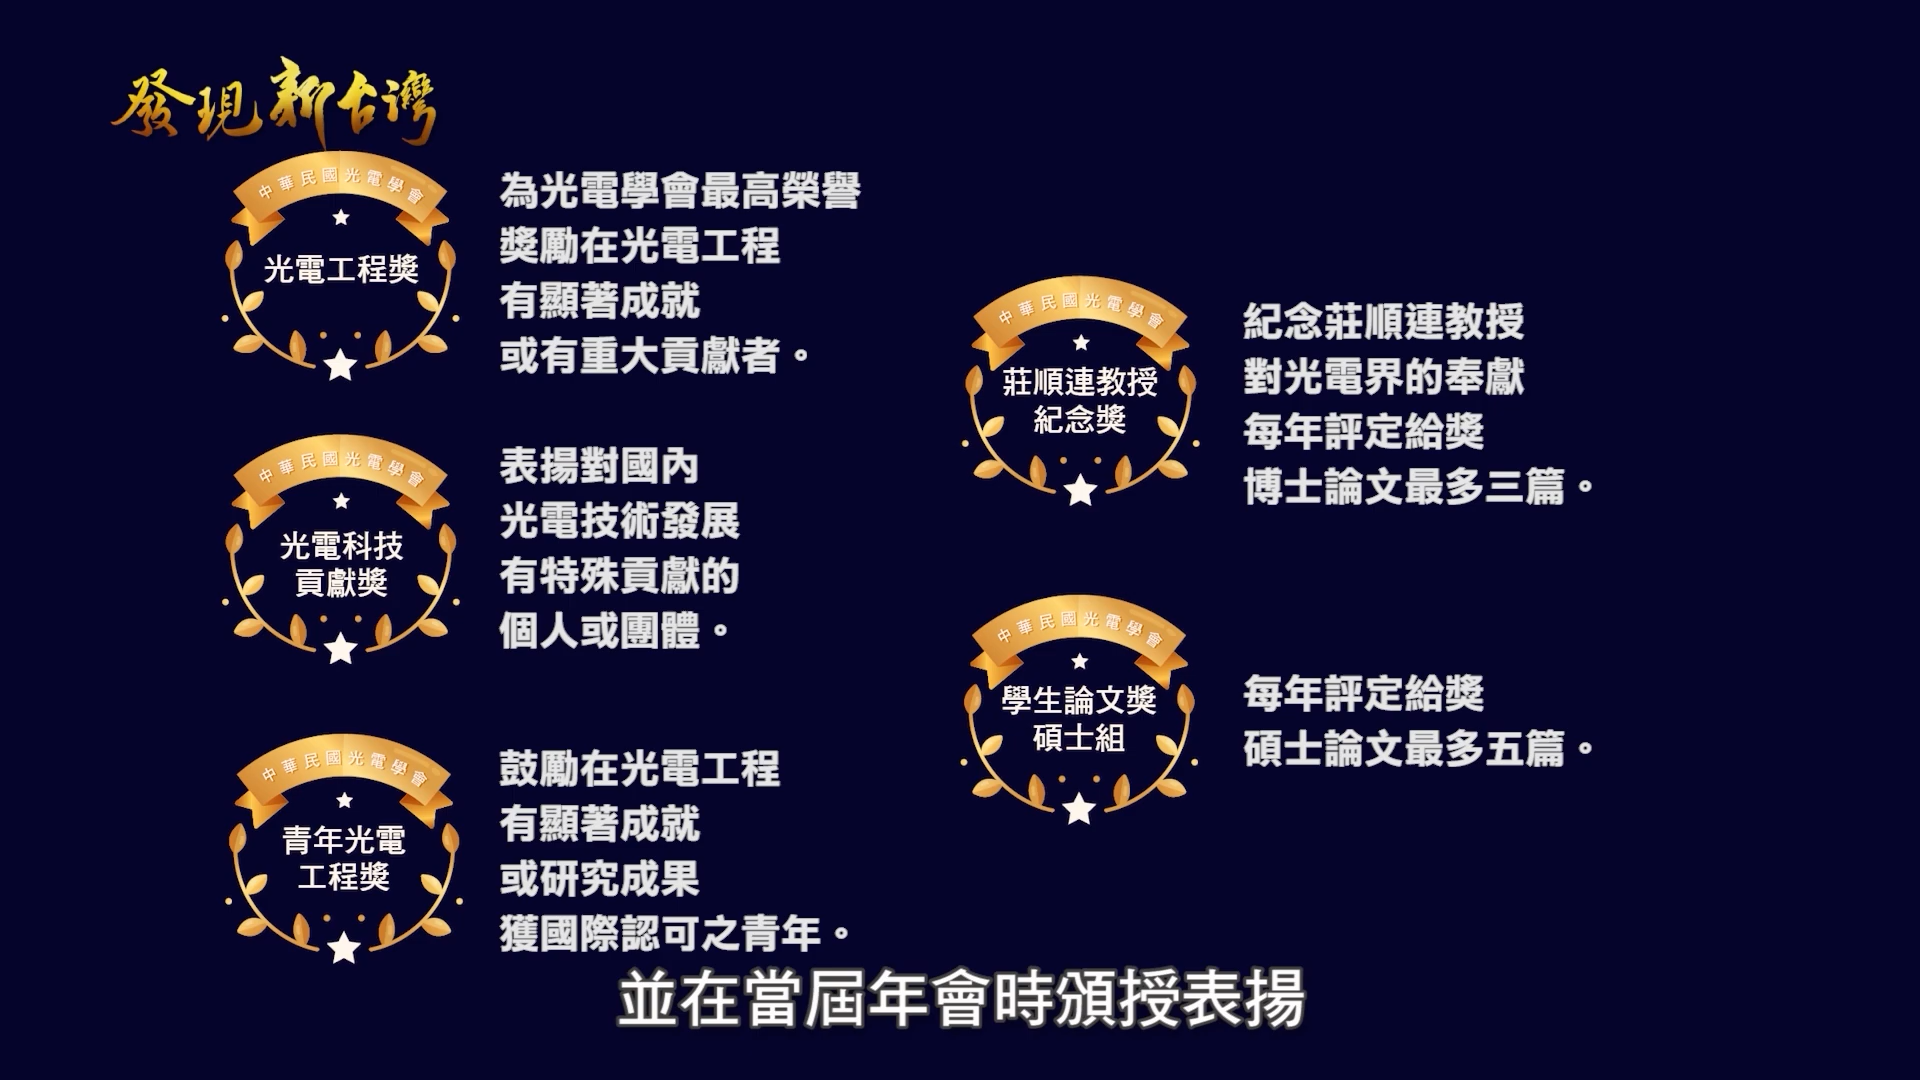 發現新台灣
中華民國光電學會
光電工程獎
為光電學會最高榮譽
獎勵在光電工程
有顯著成就
或有重大貢獻者。
中華民國光電學會
光電科技
貢獻獎
表揚對國內
光電技術發展
有特殊貢獻的
個人或團體。
中華民國光電學會
青年光電
工程獎
鼓勵在光電工程
有顯著成就
或研究成果
獲國際認可之青年。
中華民國光電學會
莊順連教授
紀念獎
紀念莊順連教授
對光電界的奉獻
每年評定給獎
博士論文最多三篇。
中華民國光電學會
學生論文獎
碩士組
每年評定給獎
碩士論文最多五篇。
並在當屆年會時頒授表揚